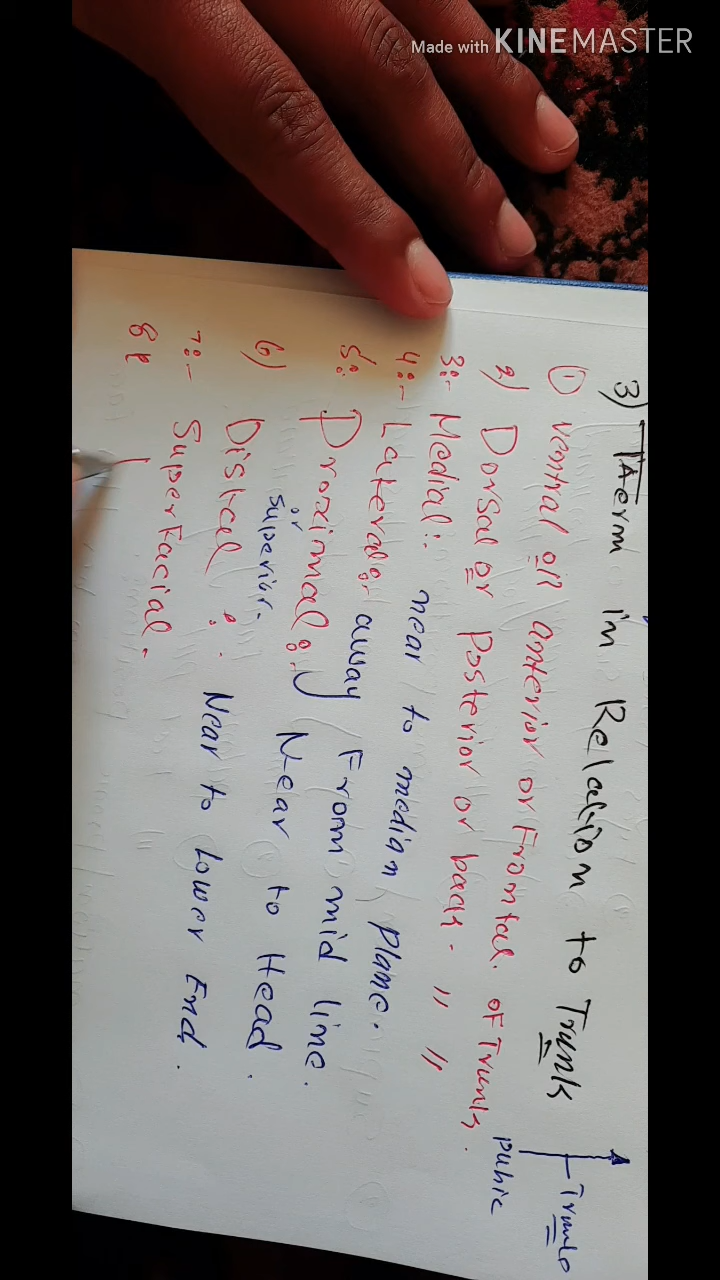 Made with KINEMASTER
3) Term in Relation to Trunk
Trunk
pubic
1) ventral or anterior or Frontal. of Trunk.
2) Dorsal or Posterior or back. " "
3:- Medial:. near to median plane.
4:- Lateral: away From mid line.
5: Proximal:. Near to Head.
or superior.
6) Distal :. Near to Lower End.
7:- SuperFacial.
8: